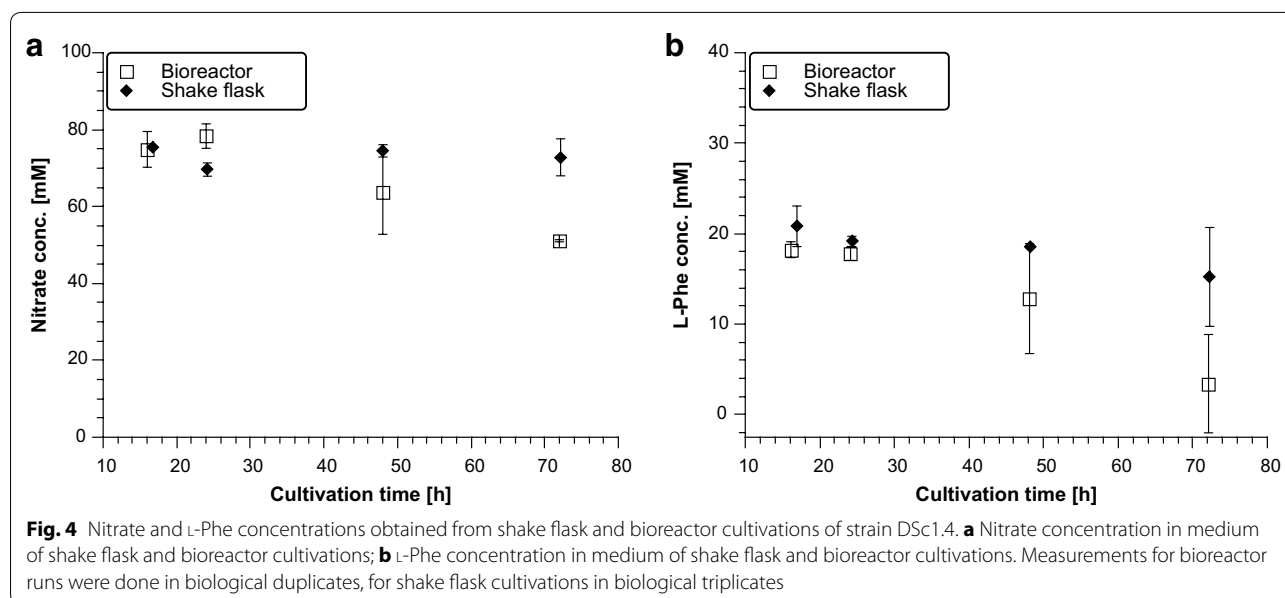 a
100
80
60
40
20
0
Nitrate conc. [mM]
Bioreactor
Shake flask
10 20 30 40 50 60 70 80
Cultivation time [h]
b
40
30
20
10
0
L-Phe conc. [mM]
Bioreactor
Shake flask
10 20 30 40 50 60 70 80
Cultivation time [h]
Fig. 4 Nitrate and L-Phe concentrations obtained from shake flask and bioreactor cultivations of strain DSc1.4. a Nitrate concentration in medium
of shake flask and bioreactor cultivations; b L-Phe concentration in medium of shake flask and bioreactor cultivations. Measurements for bioreactor
runs were done in biological duplicates, for shake flask cultivations in biological triplicates